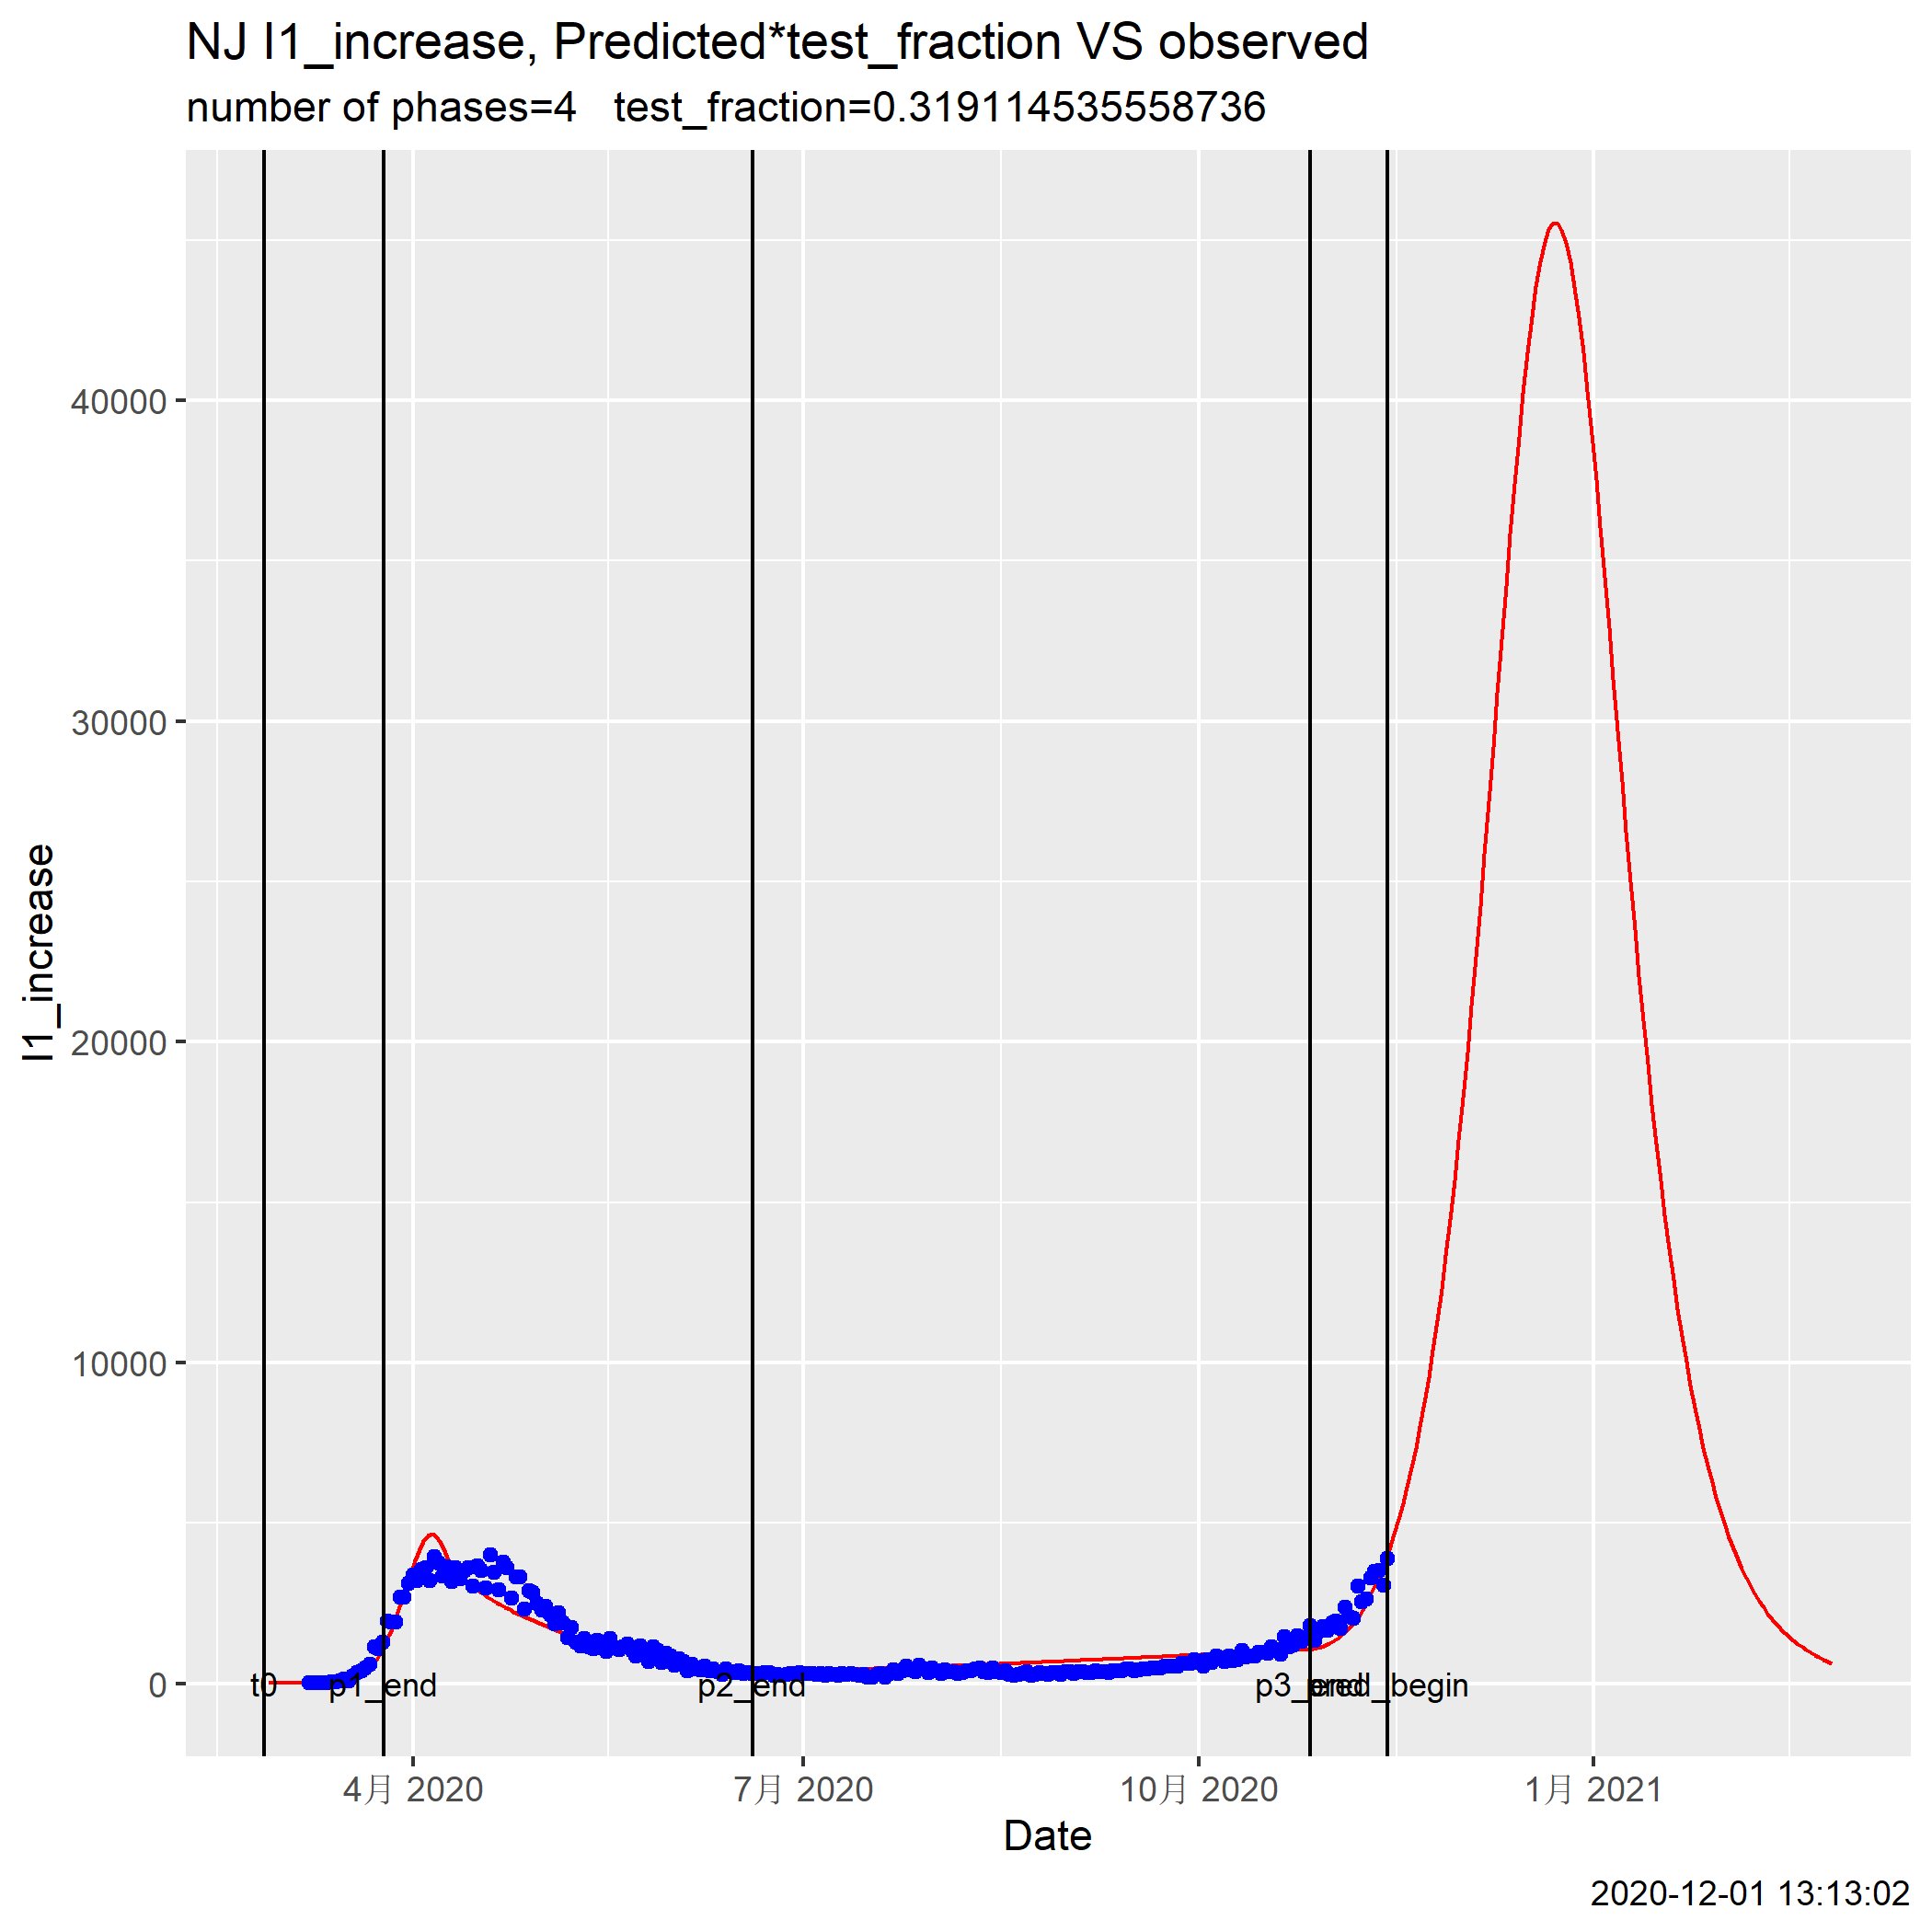 NJ I1_increase, Predicted*test_fraction VS observed
number of phases=4   test_fraction=0.319114535558736
I1_increase
40000
30000
20000
10000
0
t0
p1_end
p2_end
p3_end
pred_begin
4月 2020
7月 2020
10月 2020
1月 2021
Date
2020-12-01 13:13:02